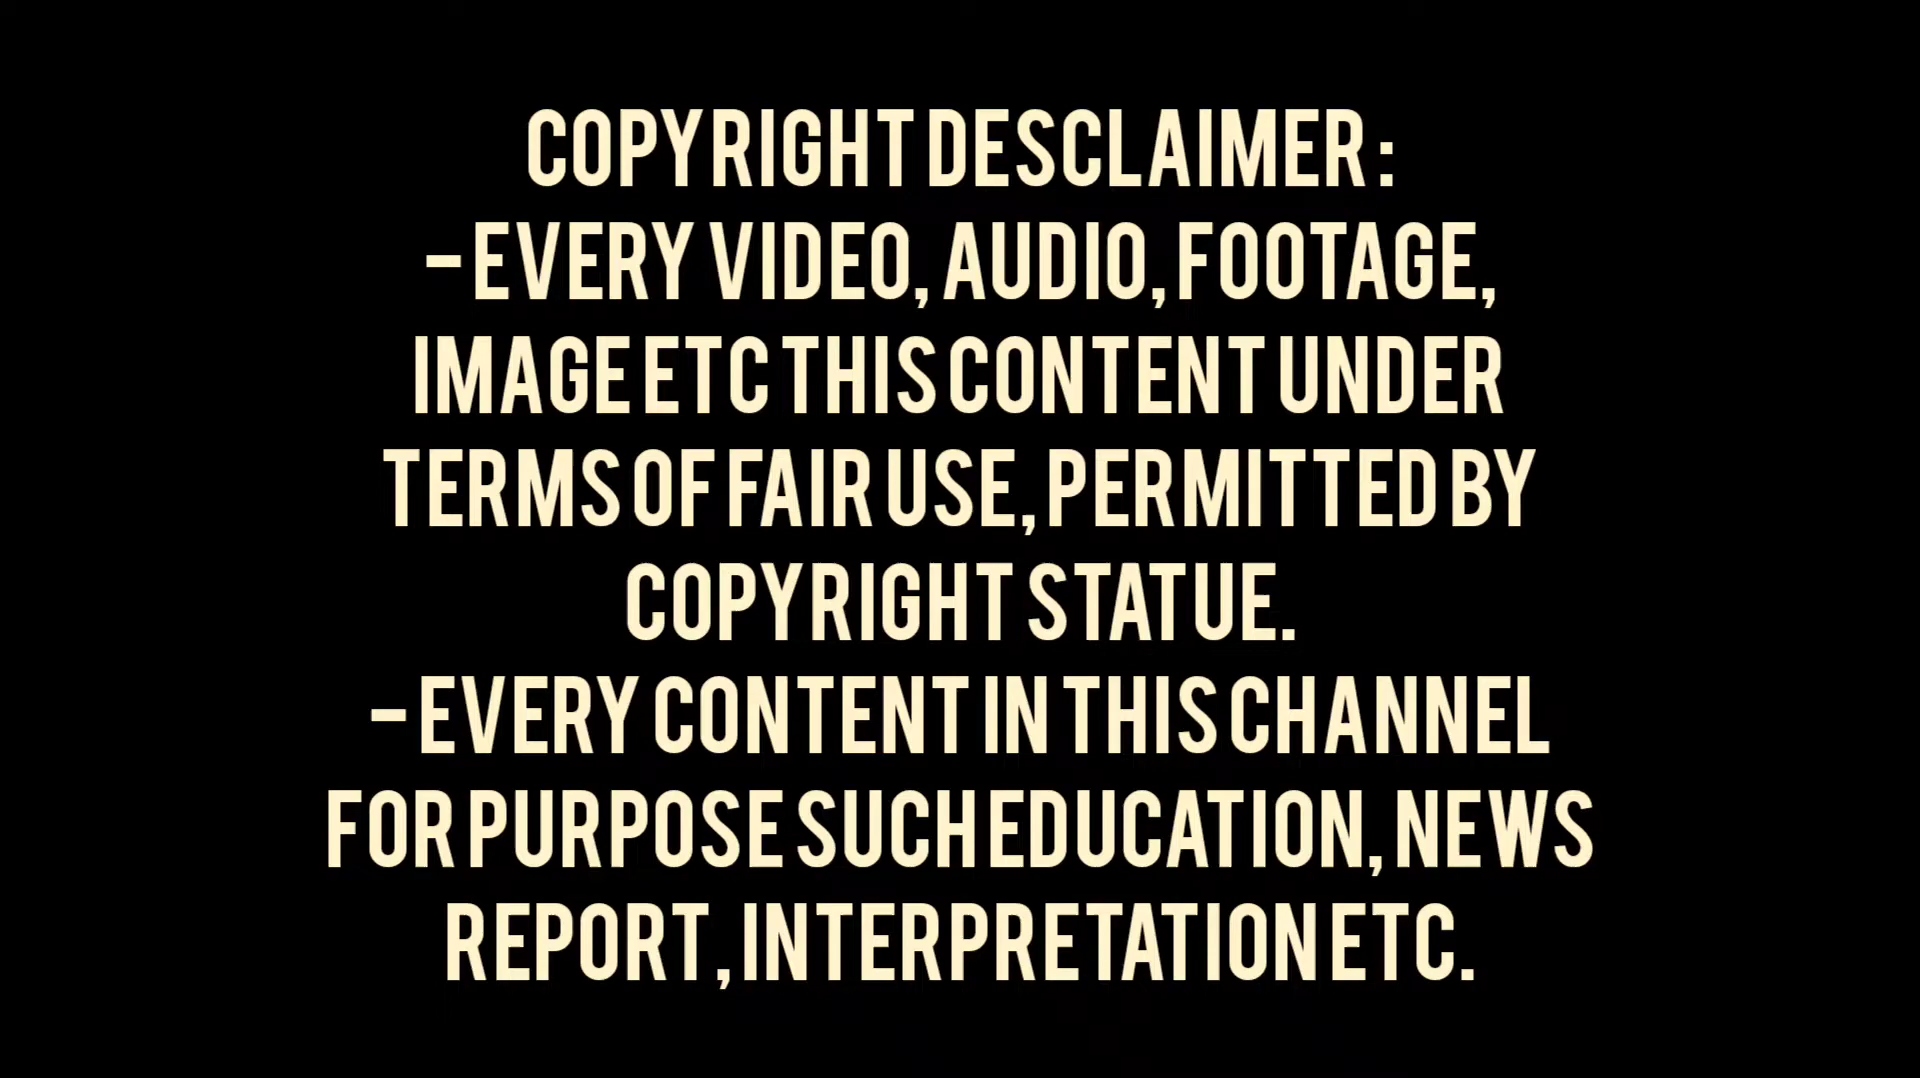 COPYRIGHT DESCLAIMER :
- EVERY VIDEO, AUDIO, FOOTAGE,
IMAGE ETC THIS CONTENT UNDER
TERMS OF FAIR USE, PERMITTED BY
COPYRIGHT STATUE.
- EVERY CONTENT IN THIS CHANNEL
FOR PURPOSE SUCH EDUCATION, NEWS
REPORT, INTERPRETATION ETC.